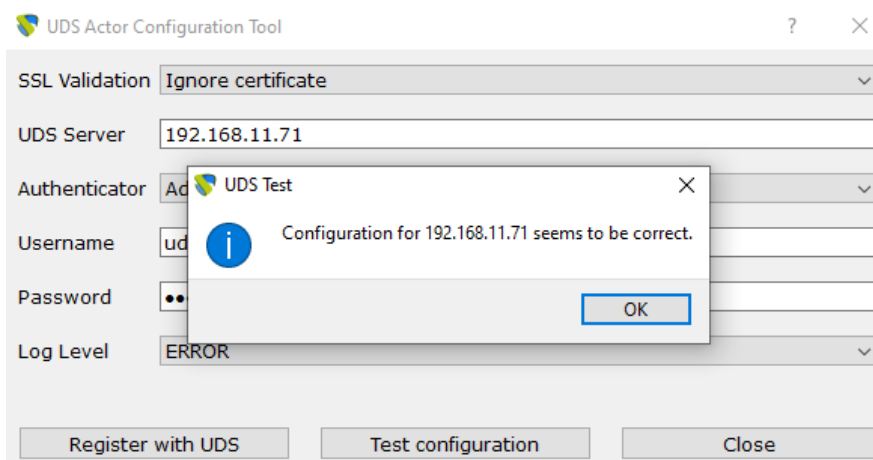 UDS Actor Configuration Tool ?
SSL Validation Ignore certificate
UDS Server 192.168.11.71
Authenticator Ad
UDS Test
Username ud
Configuration for 192.168.11.71 seems to be correct.
Password ••
OK
Log Level ERROR
Register with UDS Test configuration Close